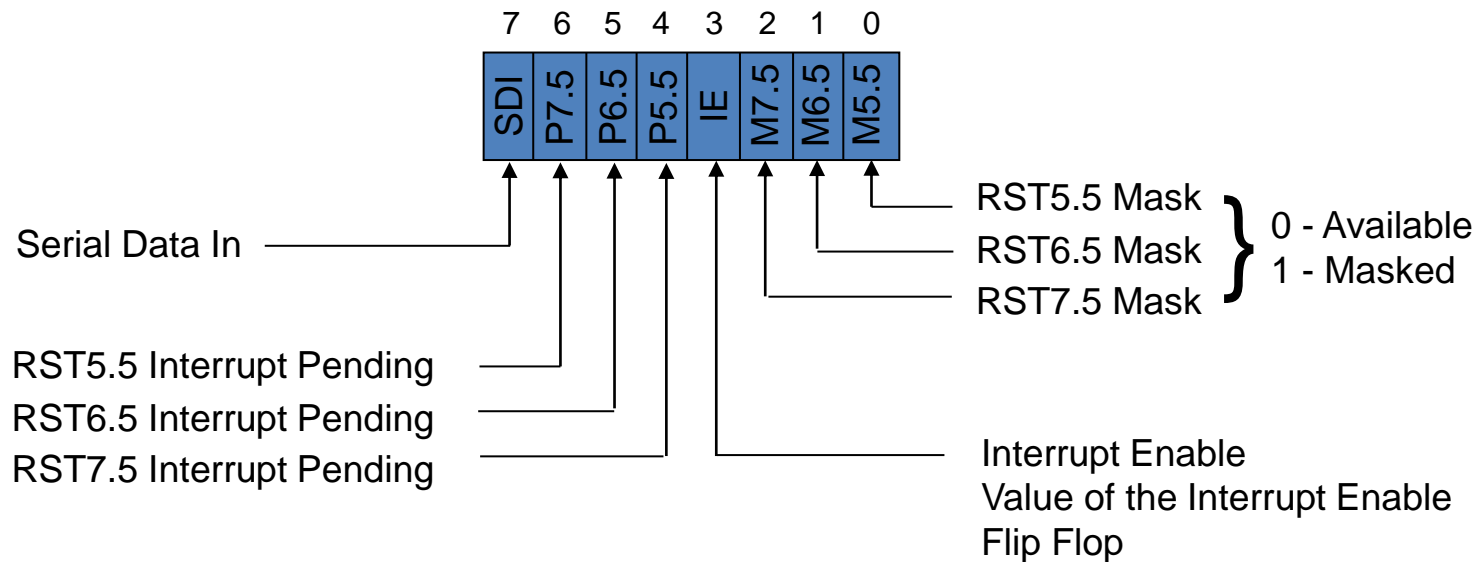 7 6 5 4 3 2 1 0
SDI P7.5 P6.5 P5.5 IE M7.5 M6.5 M5.5
Serial Data In
RST5.5 Interrupt Pending
RST6.5 Interrupt Pending
RST7.5 Interrupt Pending
RST5.5 Mask
RST6.5 Mask
RST7.5 Mask
} 0 - Available
1 - Masked
Interrupt Enable
Value of the Interrupt Enable
Flip Flop